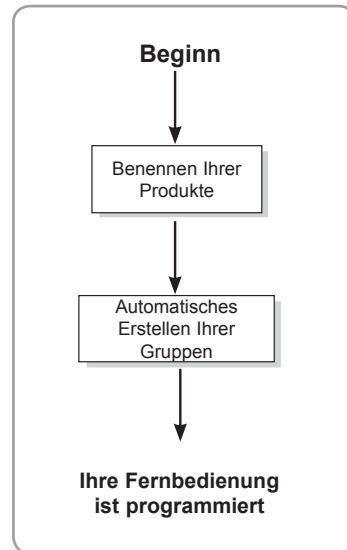 Beginn
Benennen Ihrer
Produkte
Automatisches
Erstellen Ihrer
Gruppen
Ihre Fernbedienung
ist programmiert